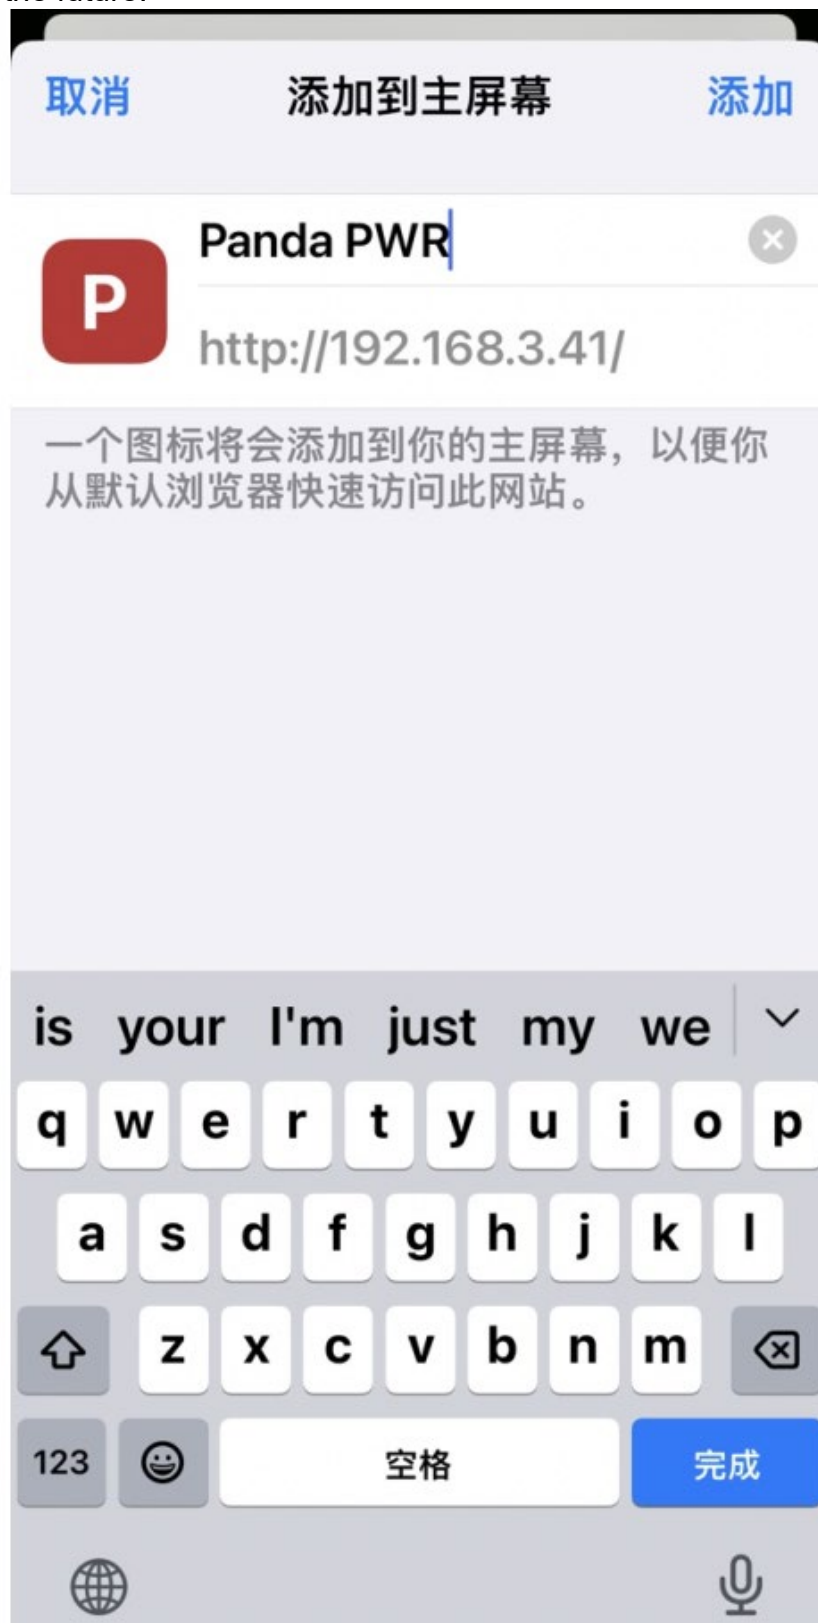 the future.
取消 添加到主屏幕 添加
P
Panda PWR
http://192.168.3.41/
一个图标将会添加到你的主屏幕，以便你
从默认浏览器快速访问此网站。
is your I'm just my we
q w e r t y u i o p
a s d f g h j k l
z x c v b n m
123 空格 完成